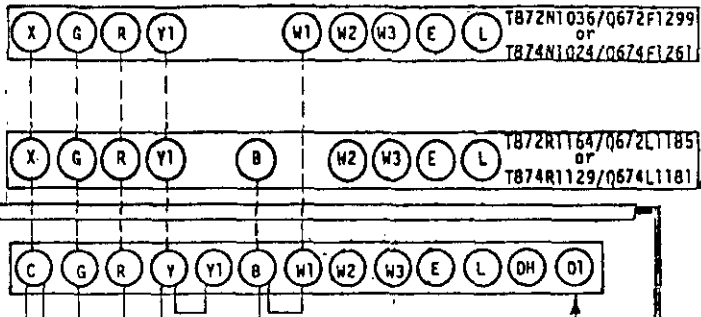 X G R Y1 W1 W2 W3 E L T872N1036/Q672F1299
or
T874N1024/Q674F1261
X G R Y1 B W2 W3 E L T872R1164/Q672L1185
or
T874R1129/Q674L1181
C G R Y Y1 B W1 W2 W3 E L DH D1